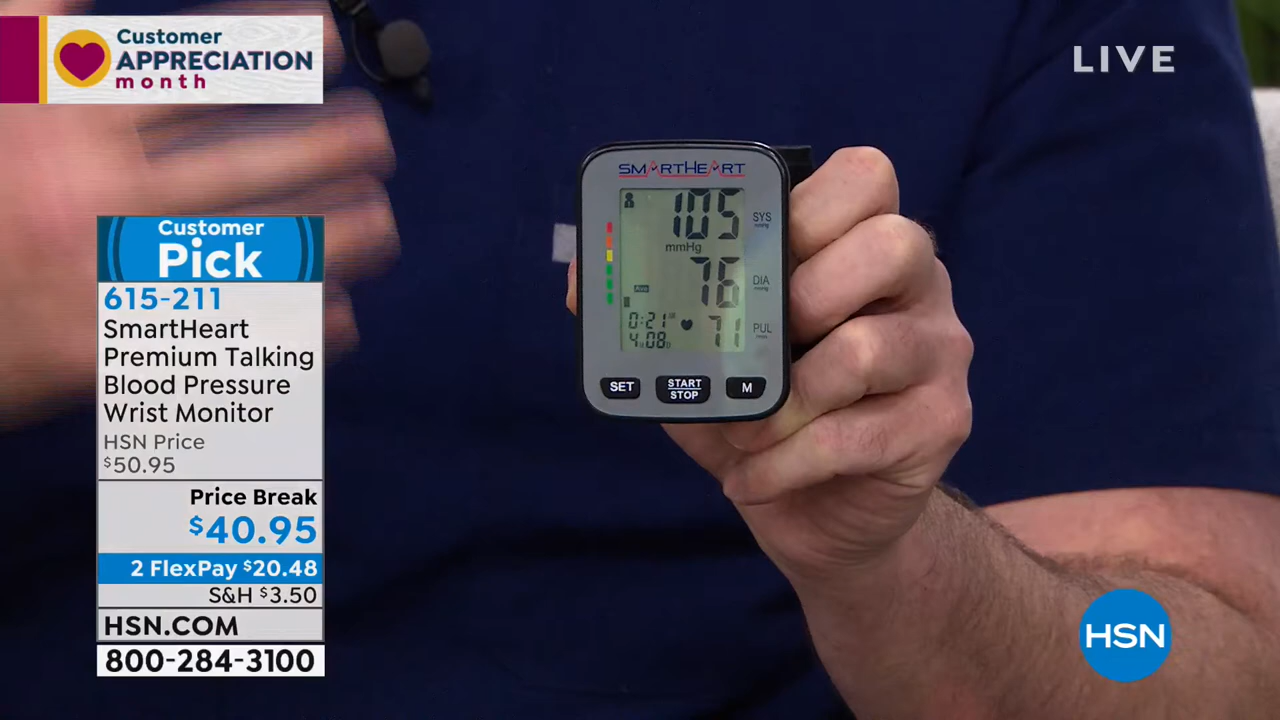 Customer
APPRECIATION
month
LIVE
Customer
Pick
615-211
SmartHeart
Premium Talking
Blood Pressure
Wrist Monitor
HSN Price
$50.95
Price Break
$40.95
2 FlexPay $20.48
S&H $3.50
HSN.COM
800-284-3100
SMARTHEART
105
SYS
mmHg
mmHg
76
DIA
mmHg
0:21
4 08
71
PUL
SET
START
STOP
M
HSN